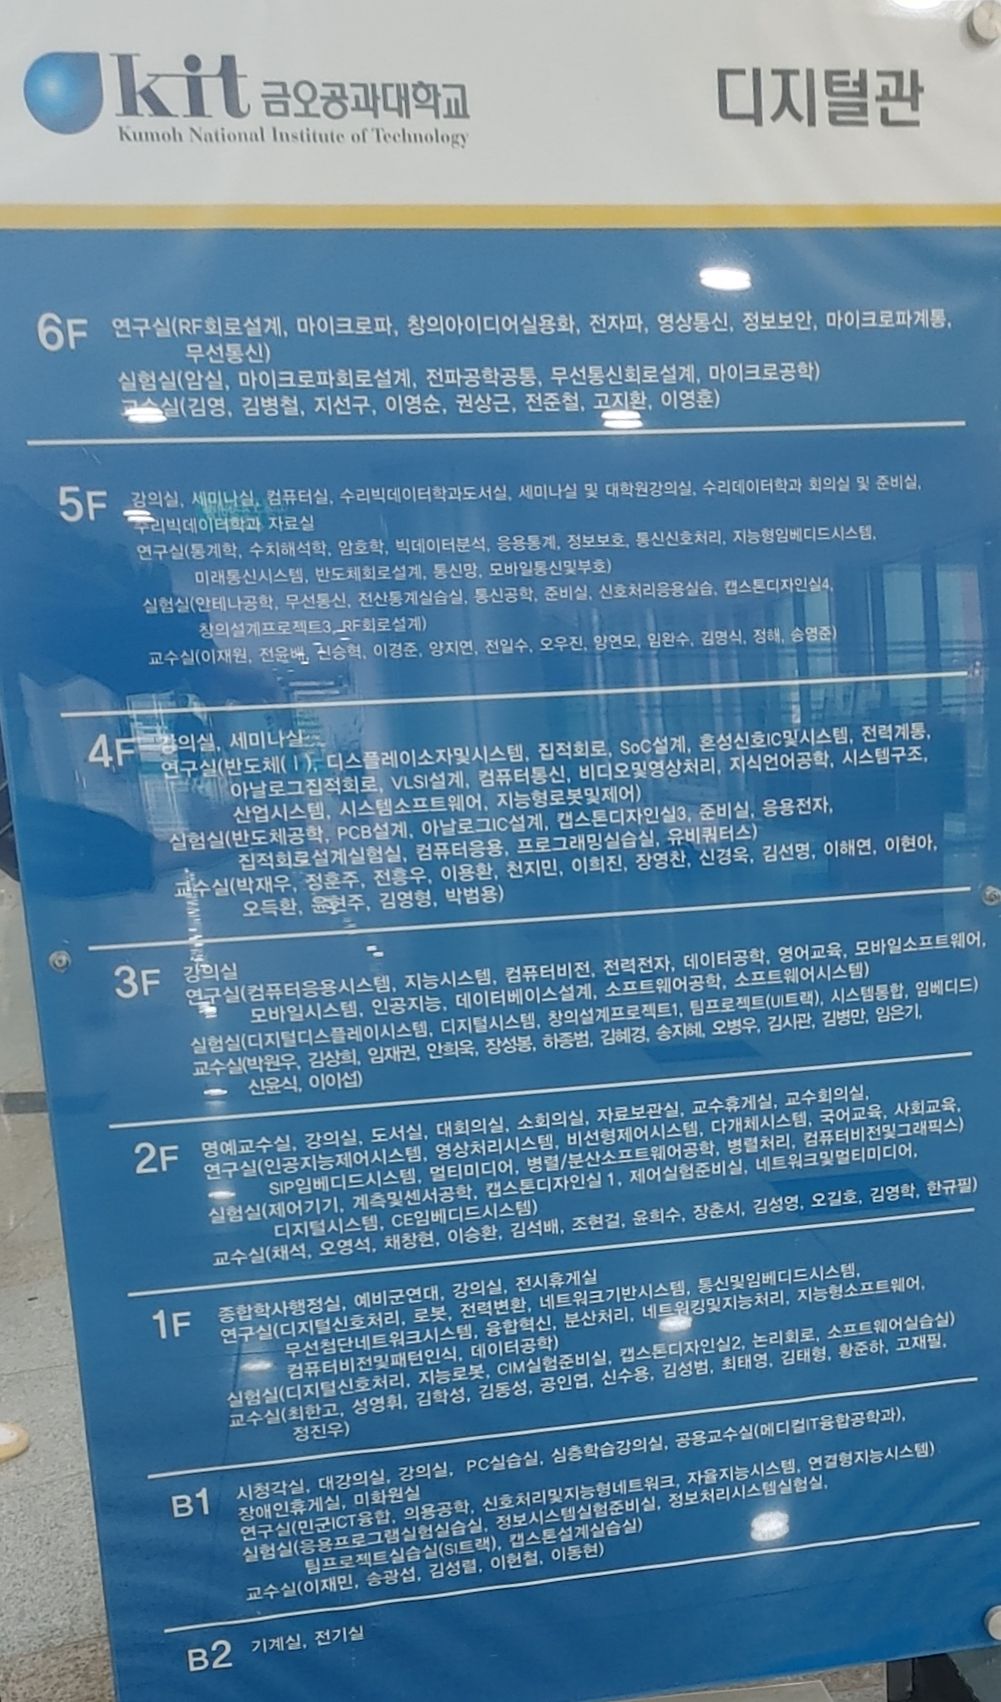 kit 금오공과대학교
Kumoh National Institute of Technology
디지털관
6F 연구실(RF회로설계, 마이크로파, 창의아이디어실용화, 전자파, 영상통신, 정보보안, 마이크로파계통,
무선통신)
실험실(암실, 마이크로파회로설계, 전파공학공통, 무선통신회로설계, 마이크로공학)
교수실(김영, 김병철, 지선구, 이영순, 권상근, 전준철, 고지환, 이영훈)
5F 강의실, 세미나실, 컴퓨터실, 수리빅데이터학과도서실, 세미나실 및 대학원강의실, 수리데이터학과 회의실 및 준비실,
수리빅데이터학과 자료실
연구실(통계학, 수치해석학, 암호학, 빅데이터분석, 응용통계, 정보보호, 통신신호처리, 지능형임베디드시스템,
미래통신시스템, 반도체회로설계, 통신망, 모바일통신및부호)
실험실(안테나공학, 무선통신, 전산통계실습실, 통신공학, 준비실, 신호처리응용실습, 캡스톤디자인실4,
창의설계프로젝트3, RF회로설계)
교수실(이재원, 전윤배, 신승혁, 이경준, 양지연, 전일수, 오우진, 양연모, 임완수, 김명식, 정해, 송영준)
4F 강의실, 세미나실
연구실(반도체(Ⅰ), 디스플레이소자및시스템, 집적회로, SoC설계, 혼성신호IC및시스템, 전력계통,
아날로그집적회로, VLSI설계, 컴퓨터통신, 비디오및영상처리, 지식언어공학, 시스템구조,
산업시스템, 시스템소프트웨어, 지능형로봇및제어)
실험실(반도체공학, PCB설계, 아날로그IC설계, 캡스톤디자인실3, 준비실, 응용전자,
집적회로설계실험실, 컴퓨터응용, 프로그래밍실습실, 유비쿼터스)
교수실(박재우, 정훈주, 전흥우, 이용환, 천지민, 이희진, 장영찬, 신경욱, 김선명, 이해연, 이현아,
오득환, 윤현주, 김영형, 박범용)
3F 강의실
연구실(컴퓨터응용시스템, 지능시스템, 컴퓨터비전, 전력전자, 데이터공학, 영어교육, 모바일소프트웨어,
모바일시스템, 인공지능, 데이터베이스설계, 소프트웨어공학, 소프트웨어시스템)
실험실(디지털디스플레이시스템, 디지털시스템, 창의설계프로젝트1, 팀프로젝트(UI트랙), 시스템통합, 임베디드)
교수실(박원우, 김상희, 임재권, 안희욱, 장성봉, 하종범, 김혜경, 송지혜, 오병우, 김시관, 김병만, 임은기,
신윤식, 이이섭)
2F 명예교수실, 강의실, 도서실, 대회의실, 소회의실, 자료보관실, 교수휴게실, 교수회의실,
연구실(인공지능제어시스템, 영상처리시스템, 비선형제어시스템, 다개체시스템, 국어교육, 사회교육,
SIP임베디드시스템, 멀티미디어, 병렬/분산소프트웨어공학, 병렬처리, 컴퓨터비전및그래픽스)
실험실(제어기기, 계측및센서공학, 캡스톤디자인실 1, 제어실험준비실, 네트워크및멀티미디어,
디지털시스템, CE임베디드시스템)
교수실(채석, 오영석, 채창현, 이승환, 김석배, 조현걸, 윤희수, 장춘서, 김성영, 오길호, 김영학, 한규필)
1F 종합학사행정실, 예비군연대, 강의실, 전시휴게실
연구실(디지털신호처리, 로봇, 전력변환, 네트워크기반시스템, 통신및임베디드시스템,
무선첨단네트워크시스템, 융합혁신, 분산처리, 네트워킹및지능처리, 지능형소프트웨어,
컴퓨터비전및패턴인식, 데이터공학)
실험실(디지털신호처리, 지능로봇, CIM실험준비실, 캡스톤디자인실2, 논리회로, 소프트웨어실습실)
교수실(최한고, 성영휘, 김학성, 김동성, 공인엽, 신수용, 김성범, 최태영, 김태형, 황준하, 고재필,
정진우)
B1 시청각실, 대강의실, 강의실, PC실습실, 심층학습강의실, 공용교수실(메디컬IT융합공학과),
장애인휴게실, 미화원실
연구실(민군ICT융합, 의용공학, 신호처리및지능형네트워크, 자율지능시스템, 연결형지능시스템)
실험실(응용프로그램실험실습실, 정보시스템실험준비실, 정보처리시스템실험실,
팀프로젝트실습실(SI트랙), 캡스톤설계실습실)
교수실(이재민, 송광섭, 김성렬, 이헌철, 이동현)
B2 기계실, 전기실